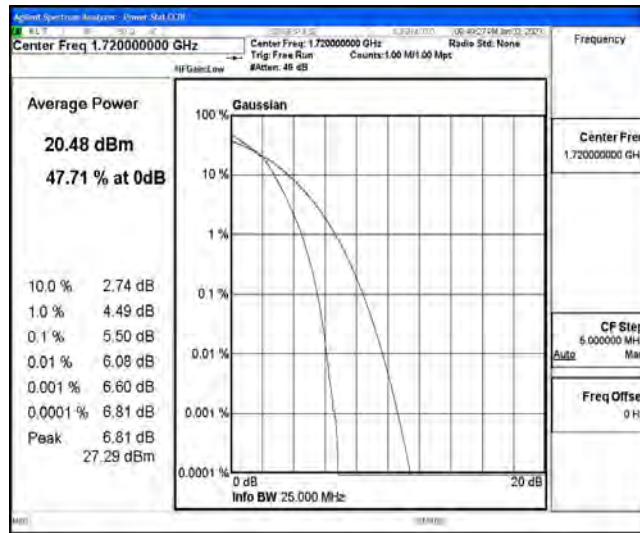 Agilent Spectrum Analyzer - Power Stat CCDF
Center Freq 1.720000000 GHz
Center Freq: 1.720000000 GHz
Radio Std: None
Trig: Free Run
Counts:1.00 M/1.00 Mpt
IFGain:Low
#Atten: 46 dB
Frequency
Average Power
20.48 dBm
47.71 % at 0dB
10.0 % 2.74 dB
1.0 % 4.49 dB
0.1 % 5.50 dB
0.01 % 6.08 dB
0.001 % 6.60 dB
0.0001 % 6.81 dB
Peak 6.81 dB
27.29 dBm
Gaussian
100 %
10 %
1 %
0.1 %
0.01 %
0.001 %
0.0001 %
0 dB
20 dB
Info BW 25.000 MHz
Center Fre
1.720000000 GH
CF Step
5.000000 MH
Auto Ma
Freq Offse
0 H